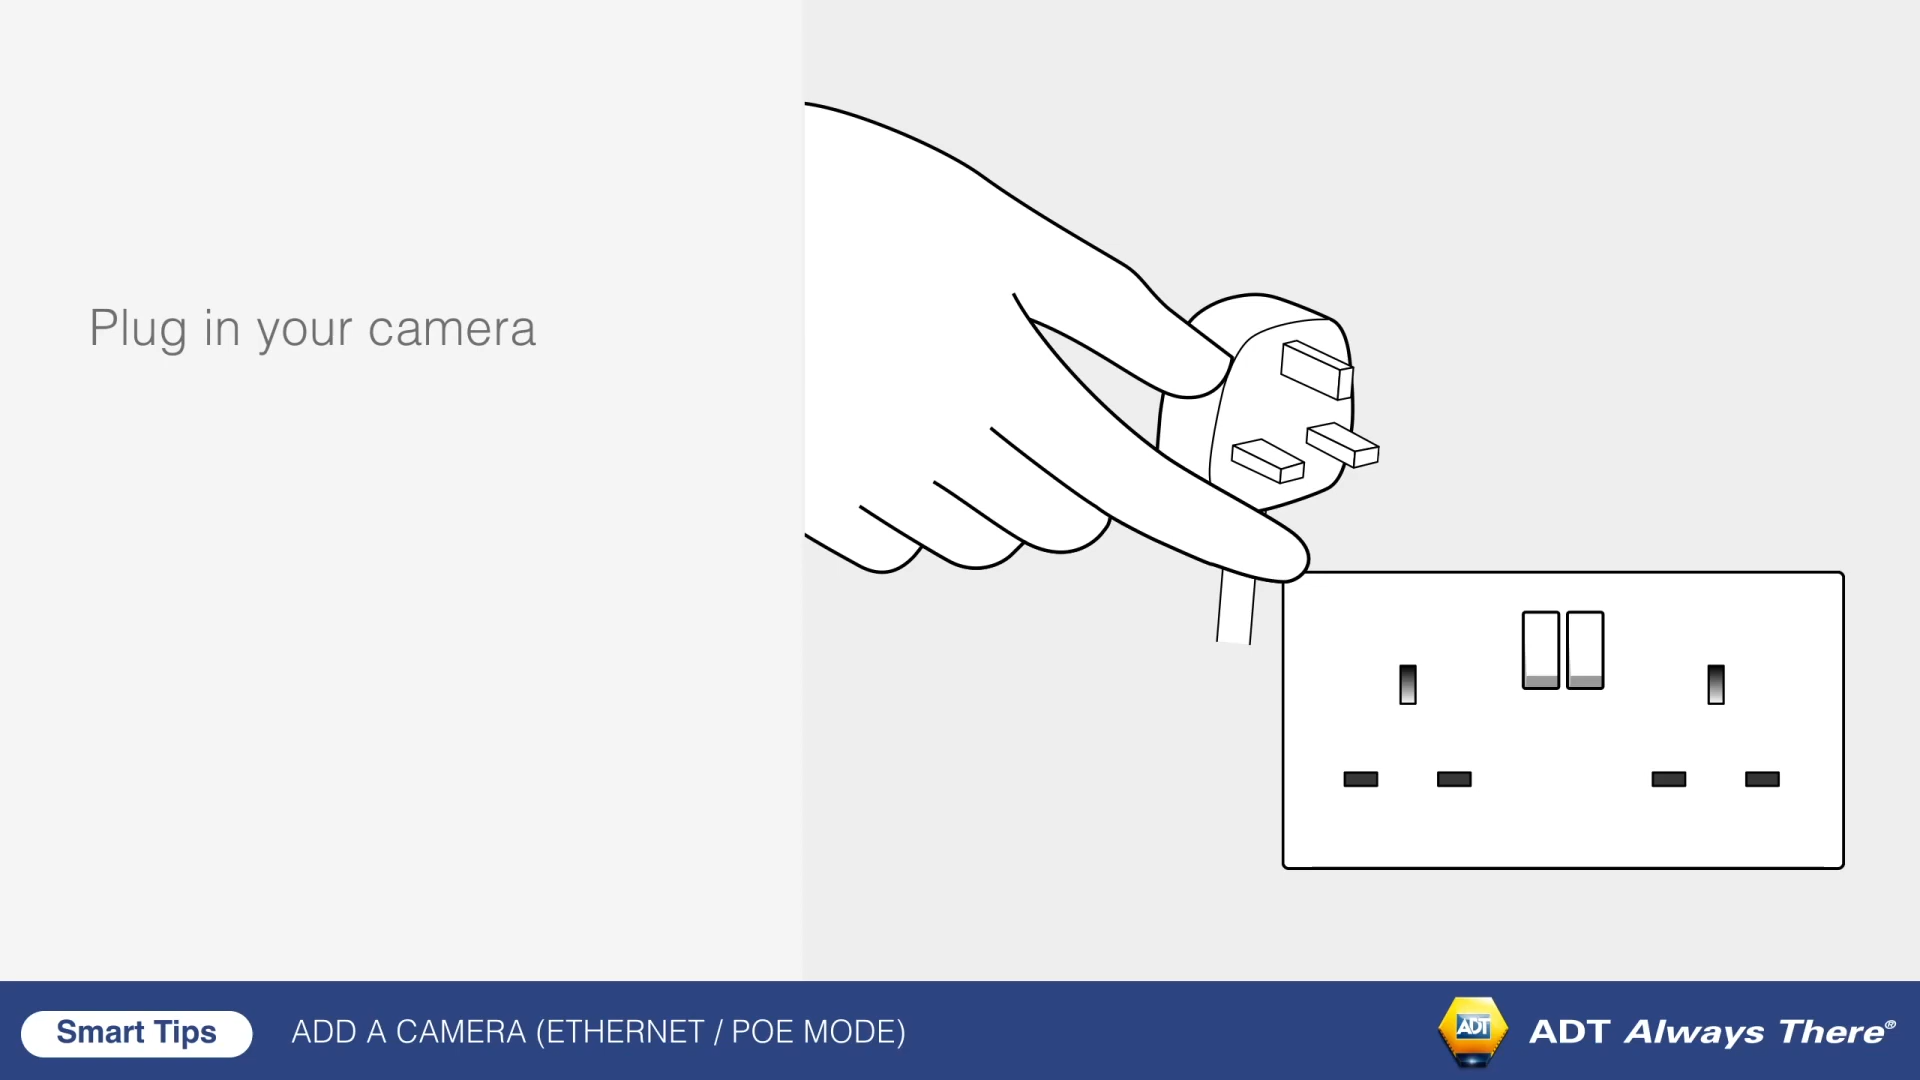 Plug in your camera
Smart Tips
ADD A CAMERA (ETHERNET / POE MODE)
ADT
ADT Always There®